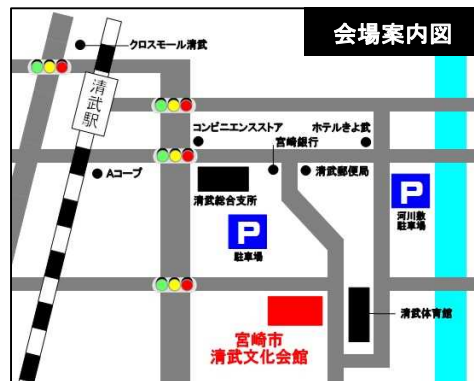 会場案内図
クロスモール清武
清武駅
コンビニエンスストア
ホテルきよ武
宮崎銀行
Aコープ
清武郵便局
清武総合支所
P
河川敷
駐車場
P
駐車場
清武体育館
宮崎市
清武文化会館